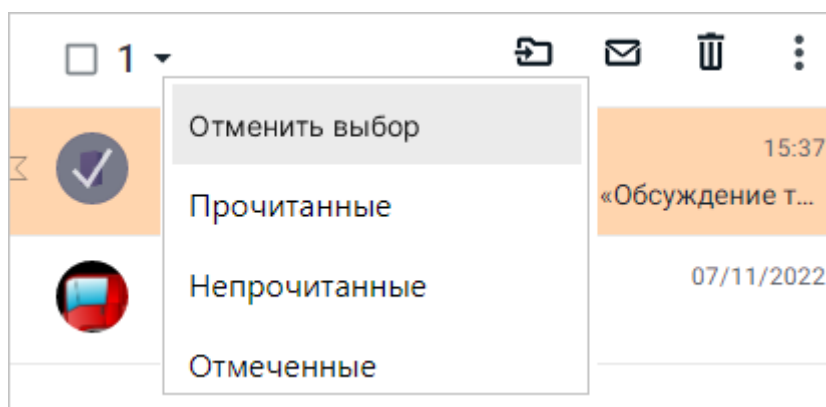 1
Отменить выбор
15:37
Прочитанные
«Обсуждение т...
Непрочитанные
07/11/2022
Отмеченные